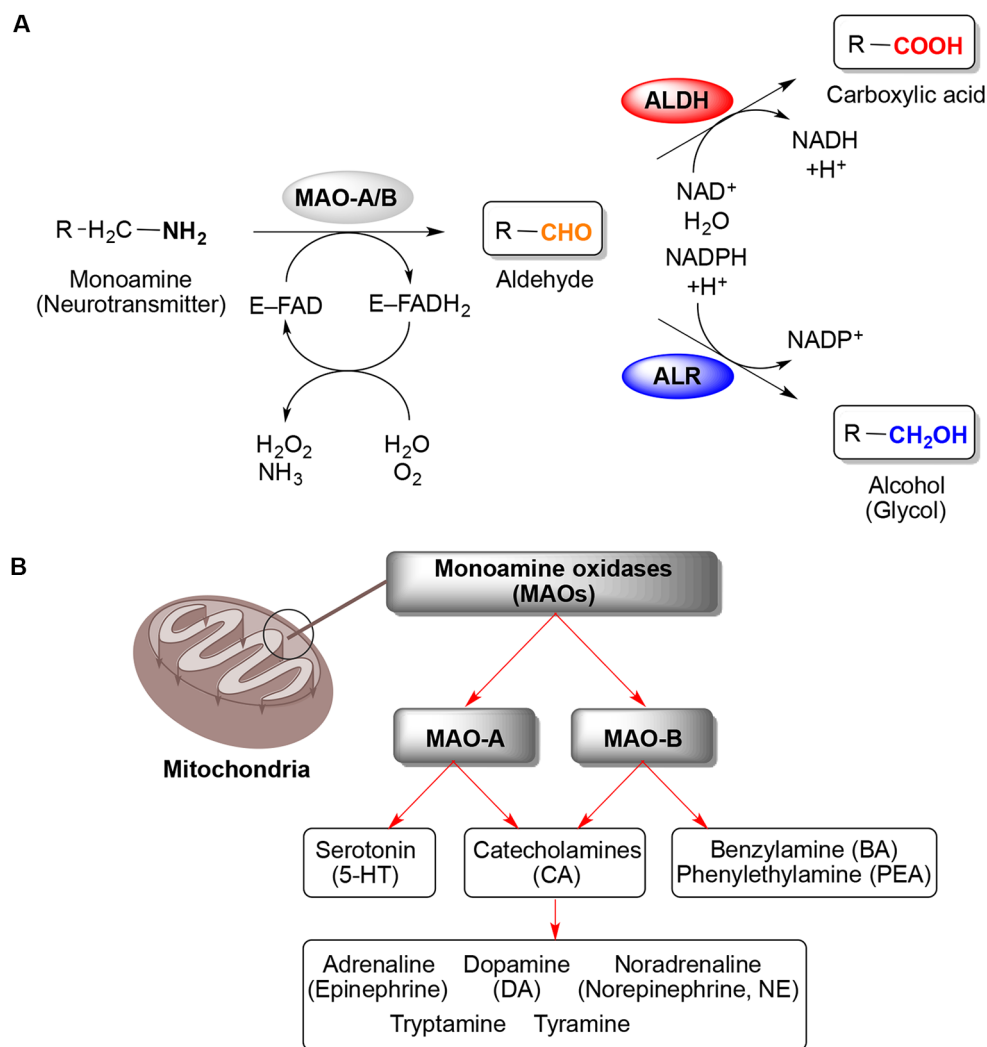 A
R–COOH
Carboxylic acid
ALDH
NADH
+H⁺
NAD⁺
H₂O
MAO-A/B
R-H₂C–NH₂
R–CHO
Monoamine
(Neurotransmitter)
Aldehyde
E–FAD
E–FADH₂
NADPH
+H⁺
NADP⁺
ALR
R–CH₂OH
H₂O₂
NH₃
H₂O
O₂
Alcohol
(Glycol)
B
Monoamine oxidases
(MAOs)
MAO-A
MAO-B
Mitochondria
Serotonin
(5-HT)
Catecholamines
(CA)
Benzylamine (BA)
Phenylethylamine (PEA)
Adrenaline
(Epinephrine)
Dopamine
(DA)
Noradrenaline
(Norepinephrine, NE)
Tryptamine
Tyramine